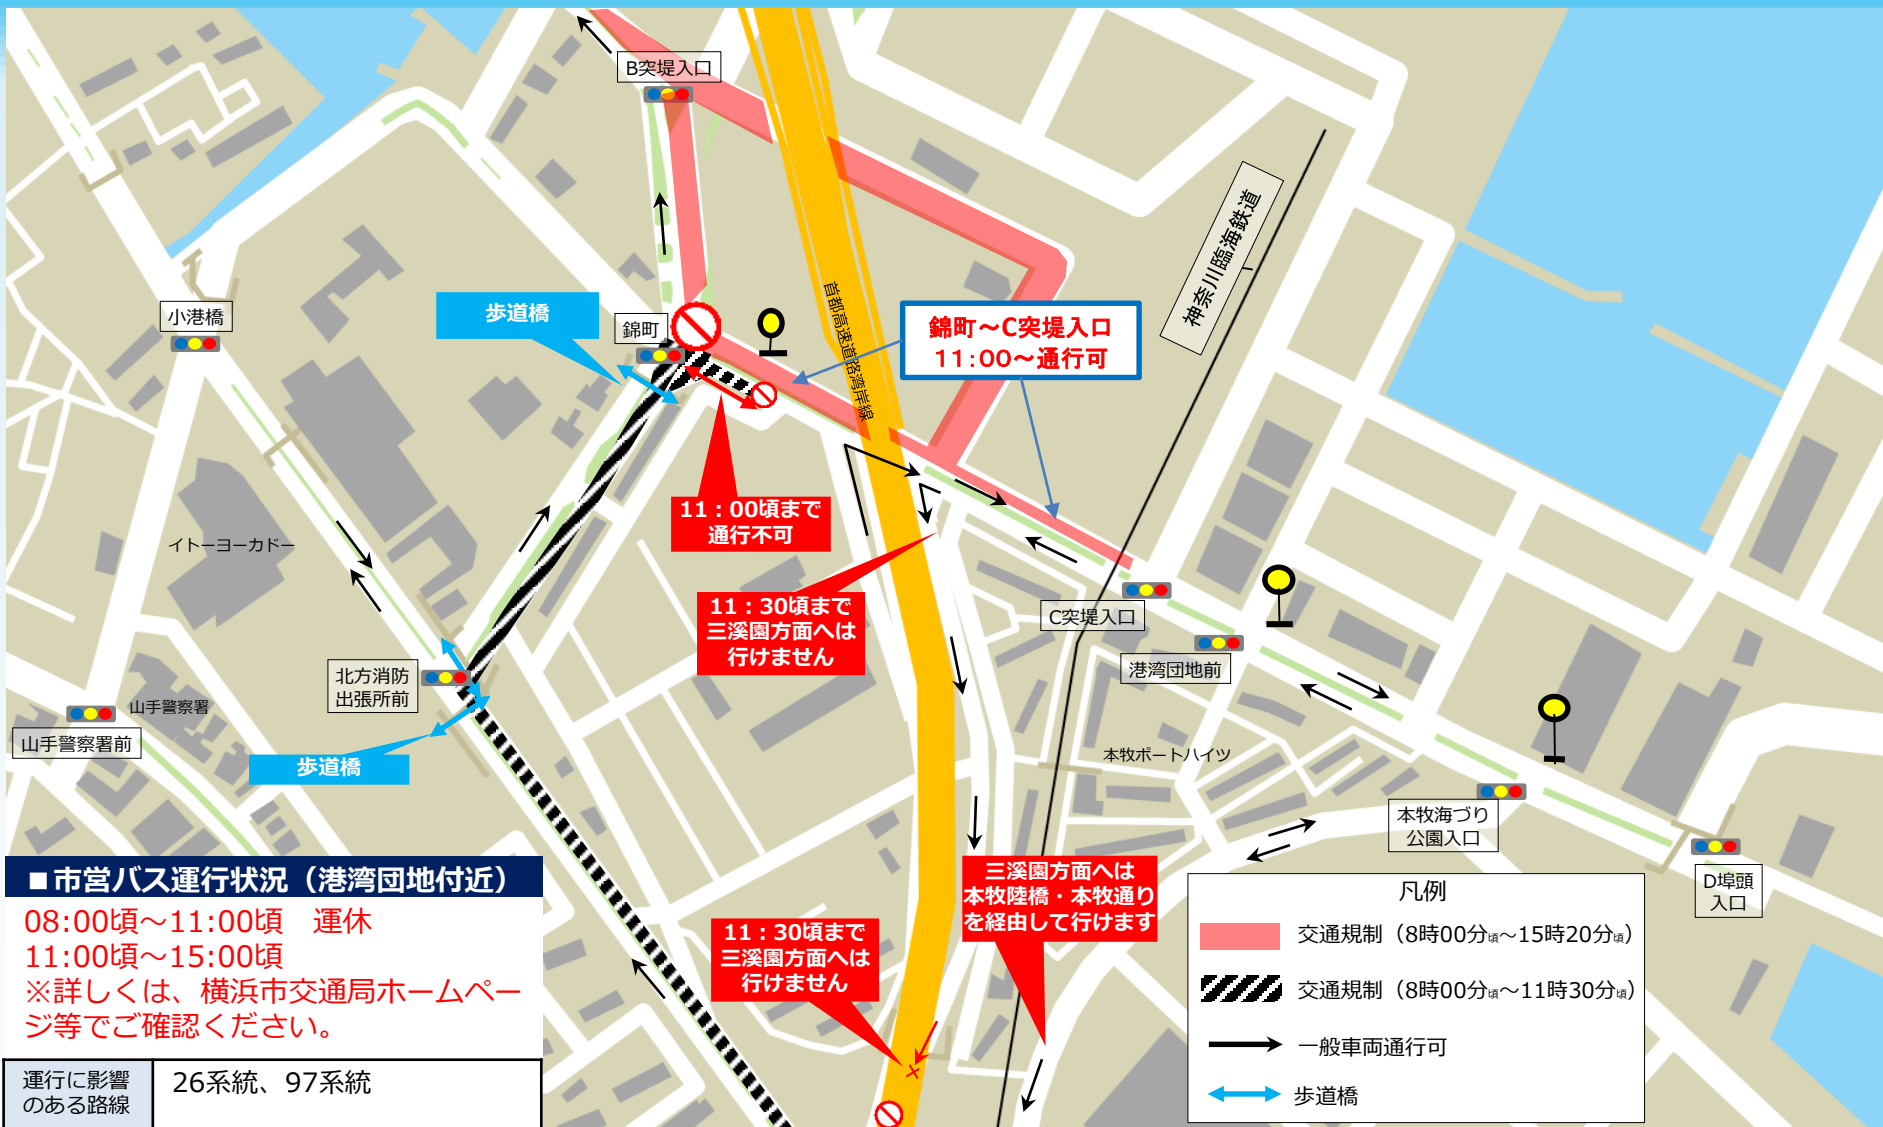 B突堤入口
神奈川臨海鉄道
小港橋
歩道橋
錦町
首都高速道路湾岸線
錦町～C突堤入口
11:00～通行可
11：00頃まで
通行不可
イトーヨーカドー
11：30頃まで
三溪園方面へは
行けません
C突堤入口
港湾団地前
北方消防
出張所前
山手警察署
山手警察署前
歩道橋
本牧ポートハイツ
本牧海づり
公園入口
D埠頭
入口
三溪園方面へは
本牧陸橋・本牧通り
を経由して行けます
11：30頃まで
三溪園方面へは
行けません
■市営バス運行状況（港湾団地付近）
08:00頃～11:00頃　運休
11:00頃～15:00頃
※詳しくは、横浜市交通局ホームペー
ジ等でご確認ください。
運行に影響
のある路線
26系統、97系統
凡例
交通規制（8時00分頃～15時20分頃）
交通規制（8時00分頃～11時30分頃）
一般車両通行可
歩道橋